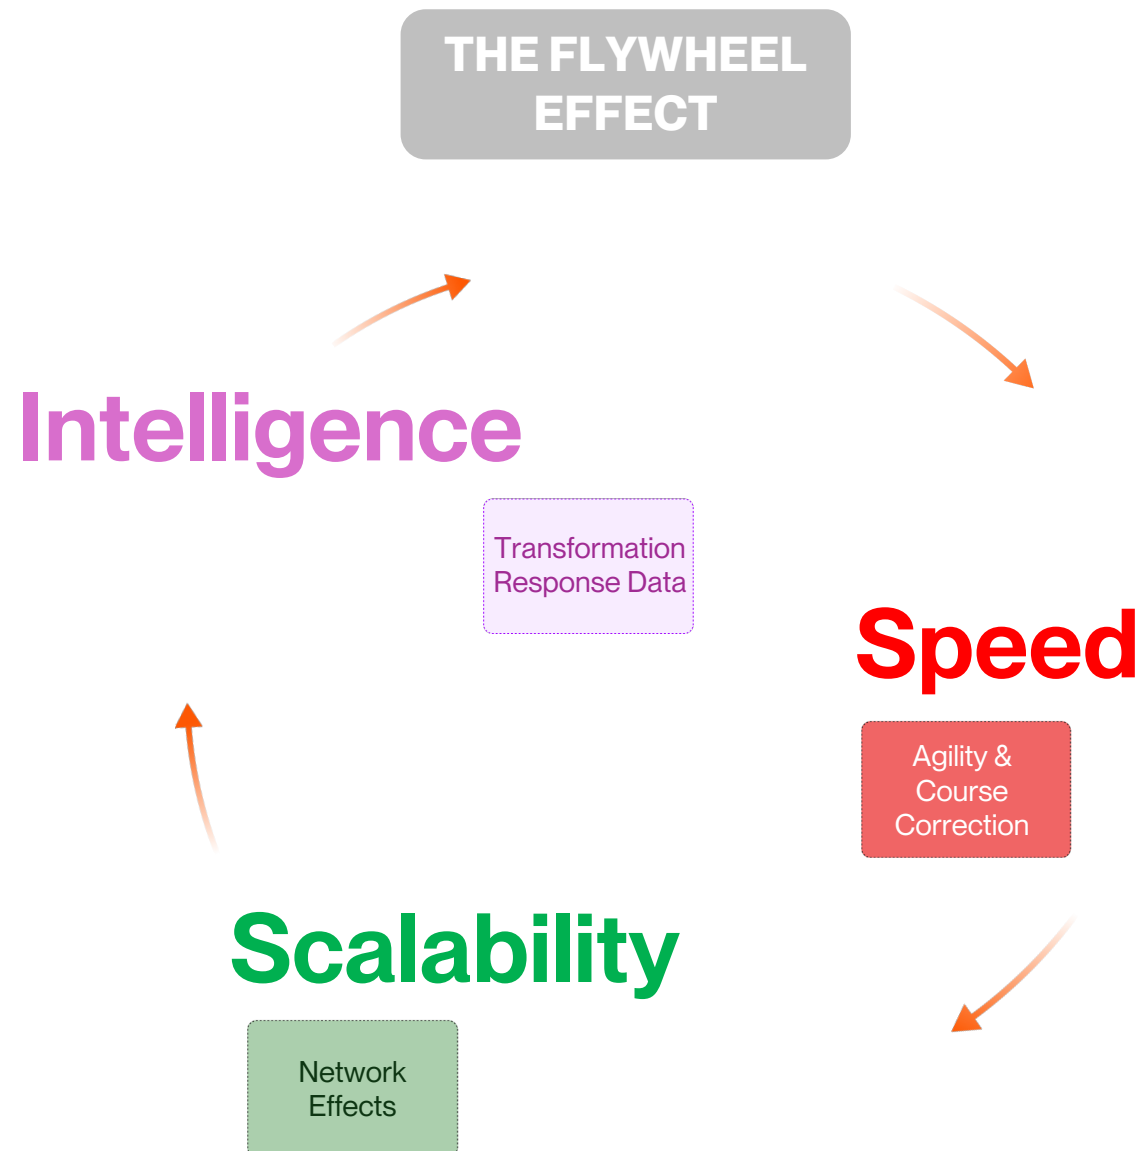 THE FLYWHEEL
EFFECT
Intelligence
Transformation
Response Data
Speed
Agility &
Course
Correction
Scalability
Network
Effects